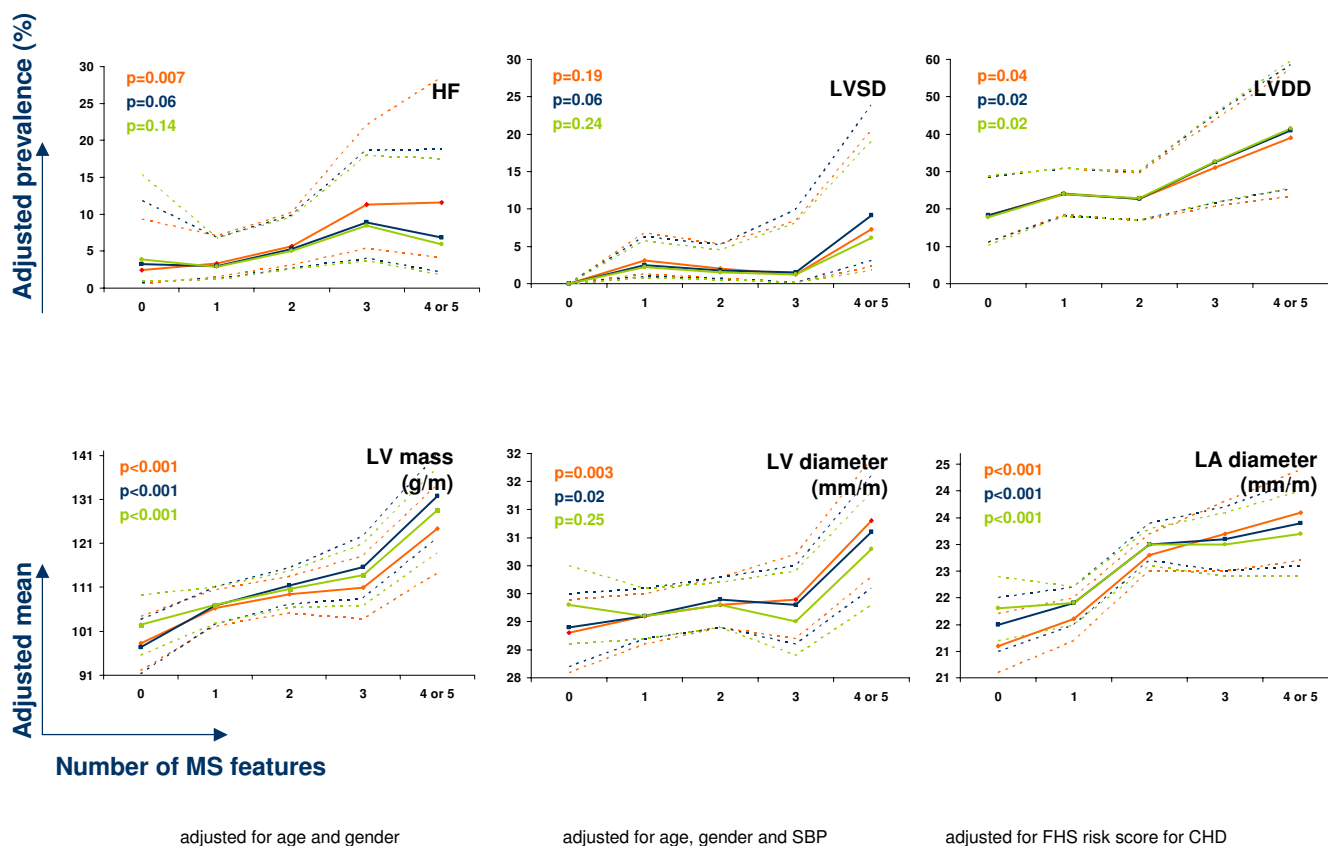 Adjusted prevalence (%)
HF
p=0.007
p=0.06
p=0.14
30
25
20
15
10
5
0
0 1 2 3 4 or 5
LVSD
p=0.19
p=0.06
p=0.24
30
25
20
15
10
5
0
0 1 2 3 4 or 5
LVDD
p=0.04
p=0.02
p=0.02
60
50
40
30
20
10
0
0 1 2 3 4 or 5
Adjusted mean
LV mass
(g/m)
p<0.001
p<0.001
p<0.001
141
131
121
111
101
91
0 1 2 3 4 or 5
LV diameter
(mm/m)
p=0.003
p=0.02
p=0.25
32
32
31
31
30
30
29
29
28
0 1 2 3 4 or 5
LA diameter
(mm/m)
p<0.001
p<0.001
p<0.001
25
24
24
23
23
22
22
21
21
0 1 2 3 4 or 5
Number of MS features
adjusted for age and gender
adjusted for age, gender and SBP
adjusted for FHS risk score for CHD